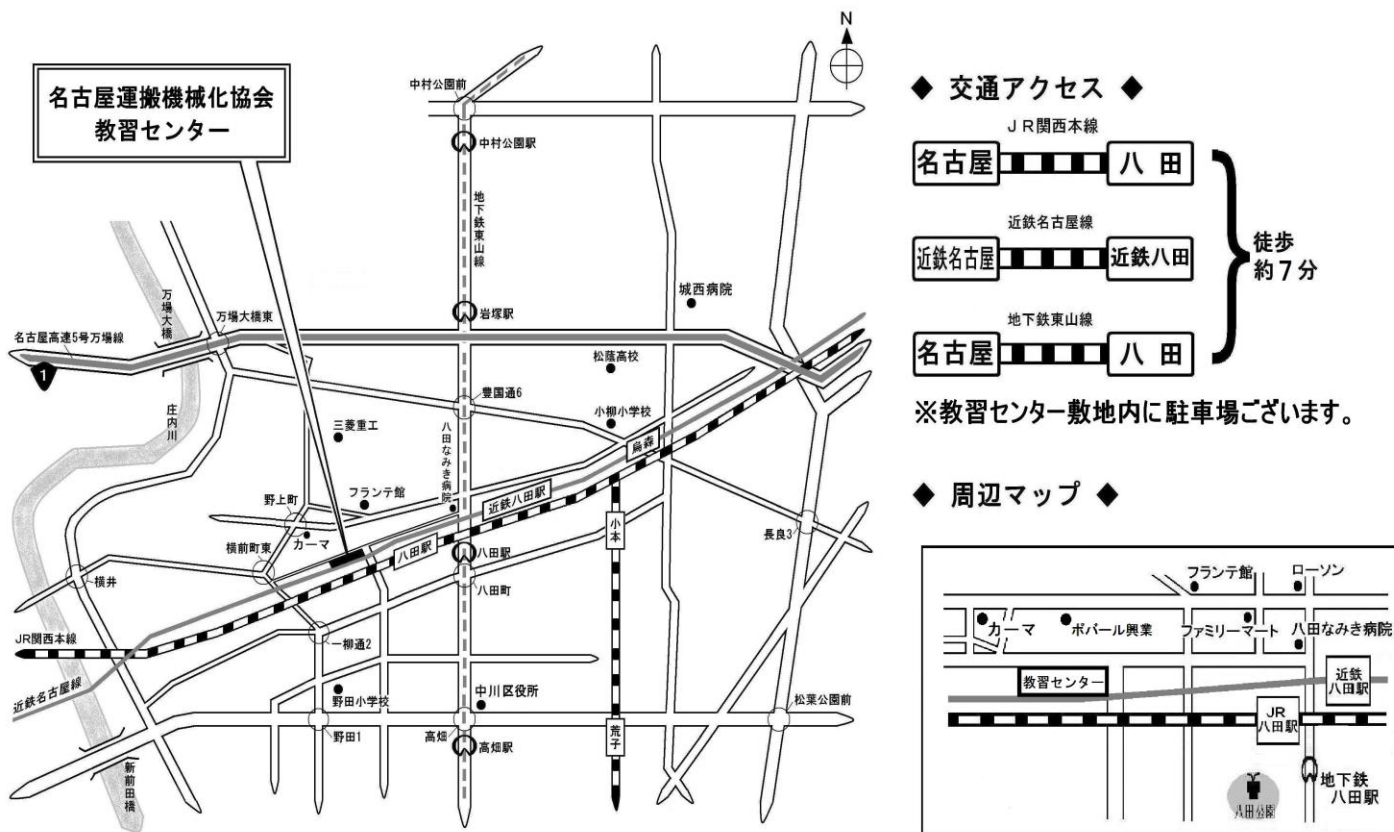 N
名古屋運搬機械化協会
教習センター
中村公園前
中村公園駅
地下鉄東山線
城西病院
岩塚駅
万場大橋
万場大橋東
名古屋高速5号万場線
1
庄内川
松蔭高校
豊国通6
小柳小学校
三菱重工
八田なみき病院
烏森
野上町
フランテ館
近鉄八田駅
カーマ
横前町東
八田駅
八田駅
小本
長良3
横井
八田町
JR関西本線
一柳通2
近鉄名古屋線
野田小学校
中川区役所
松葉公園前
野田1
高畑
高畑駅
荒子
新前田橋
◆ 交通アクセス ◆
JR関西本線
名古屋 八田
近鉄名古屋線
近鉄名古屋 近鉄八田
地下鉄東山線
名古屋 八田
徒歩
約7分
※教習センター敷地内に駐車場ございます。
◆ 周辺マップ ◆
フランテ館 ローソン
カーマ ポバール興業 ファミリーマート 八田なみき病院
教習センター
近鉄
八田駅
JR
八田駅
地下鉄
八田駅
八田公園